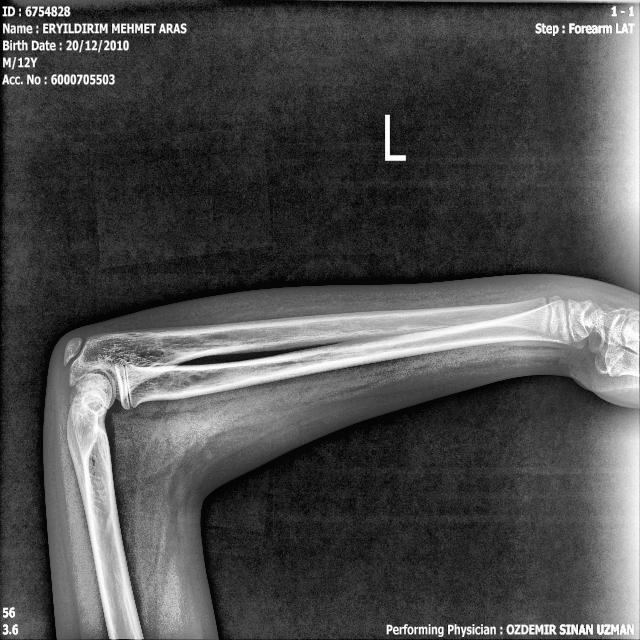 ID : 6754828
Name : ERYILDIRIM MEHMET ARAS
Birth Date : 20/12/2010
M/12Y
Acc. No : 6000705503
1 - 1
Step : Forearm LAT
L
56
3.6
Performing Physician : OZDEMIR SINAN UZMAN